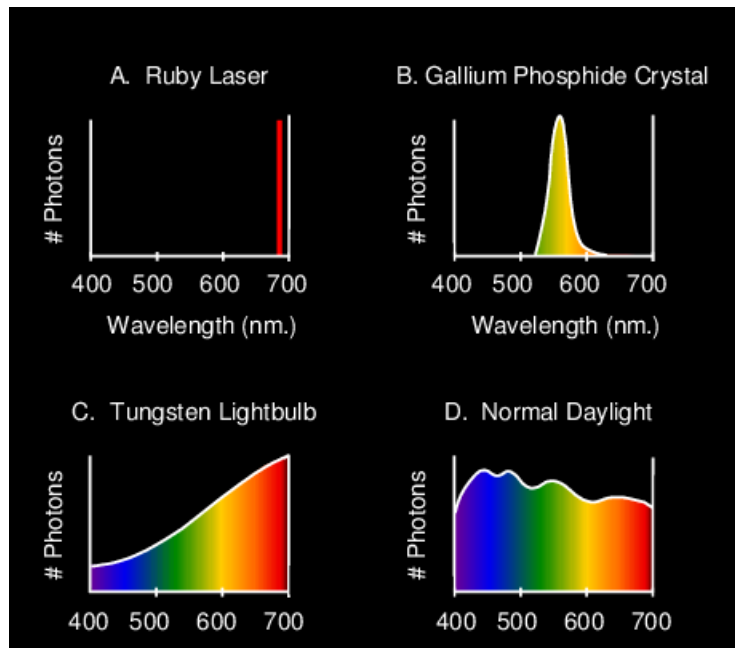 A. Ruby Laser
# Photons
400 500 600 700
Wavelength (nm.)
B. Gallium Phosphide Crystal
# Photons
400 500 600 700
Wavelength (nm.)
C. Tungsten Lightbulb
# Photons
400 500 600 700
D. Normal Daylight
# Photons
400 500 600 700